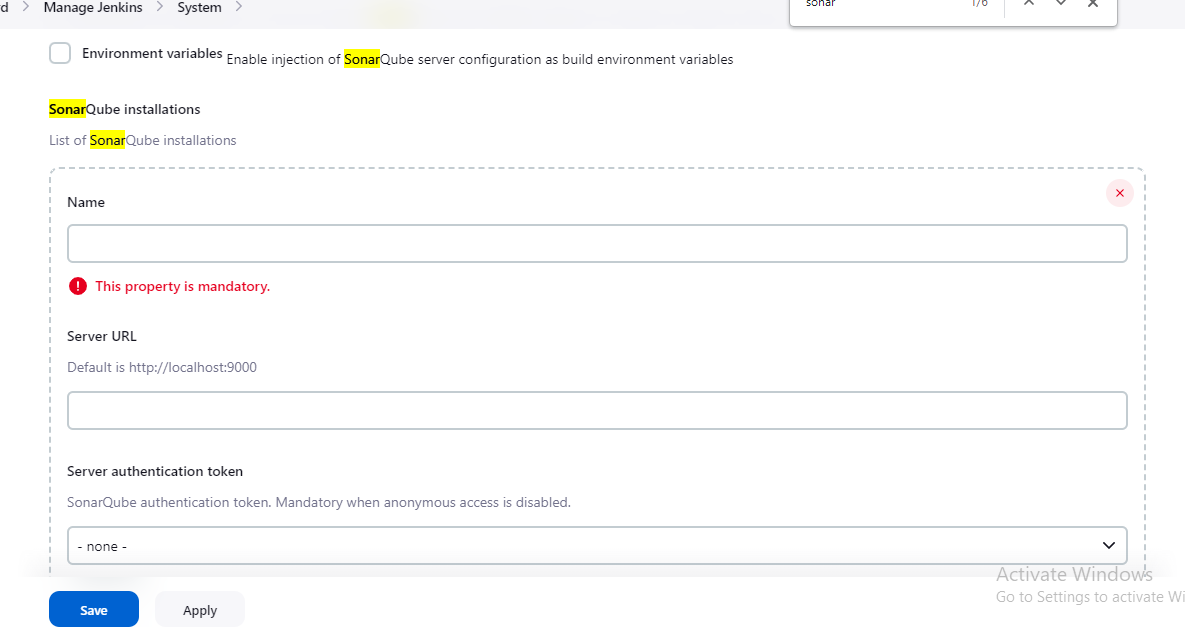 d > Manage Jenkins > System >
sonar 1/6
Environment variables Enable injection of SonarQube server configuration as build environment variables
SonarQube installations
List of SonarQube installations
Name
This property is mandatory.
Server URL
Default is http://localhost:9000
Server authentication token
SonarQube authentication token. Mandatory when anonymous access is disabled.
- none -
Activate Windows
Go to Settings to activate Wi
Save Apply